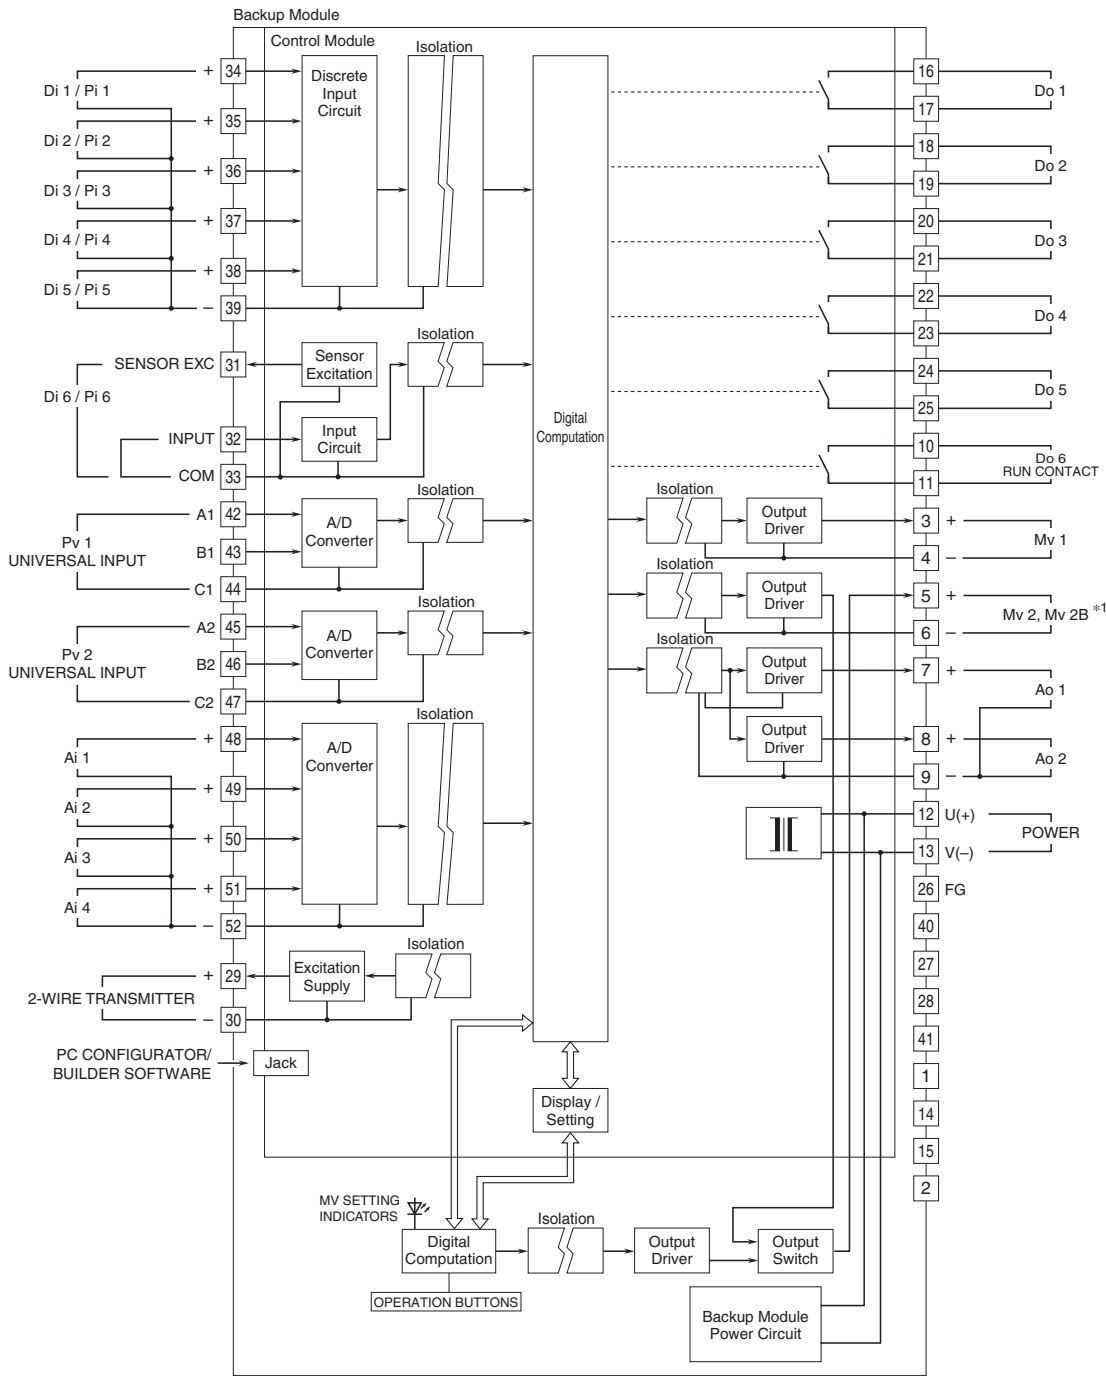 Backup Module
Control Module
Isolation
Di 1 / Pi 1
+ 34
Discrete
Input
Circuit
Di 2 / Pi 2
+ 35
Di 3 / Pi 3
+ 36
Di 4 / Pi 4
+ 37
Di 5 / Pi 5
+ 38
− 39
Isolation
SENSOR EXC 31
Sensor
Excitation
Di 6 / Pi 6
INPUT 32
Input
Circuit
COM 33
Isolation
A1 42
A/D
Converter
Pv 1
UNIVERSAL INPUT
B1 43
C1 44
Isolation
A2 45
A/D
Converter
Pv 2
UNIVERSAL INPUT
B2 46
C2 47
Isolation
Ai 1
+ 48
A/D
Converter
Ai 2
+ 49
Ai 3
+ 50
Ai 4
+ 51
− 52
Isolation
+ 29
Excitation
Supply
2-WIRE TRANSMITTER
− 30
PC CONFIGURATOR/
BUILDER SOFTWARE
Jack
Digital
Computation
Display /
Setting
16
17
Do 1
18
19
Do 2
20
21
Do 3
22
23
Do 4
24
25
Do 5
10
11
Do 6
RUN CONTACT
Isolation
Output
Driver
3 +
4 −
Mv 1
Isolation
Output
Driver
5 +
6 −
Mv 2, Mv 2B *1
Isolation
Output
Driver
7 +
Ao 1
Output
Driver
8 +
9 −
Ao 2
12 U(+)
13 V(−)
POWER
26 FG
40
27
28
41
1
14
15
2
MV SETTING
INDICATORS
Digital
Computation
OPERATION BUTTONS
Isolation
Output
Driver
Output
Switch
Backup Module
Power Circuit